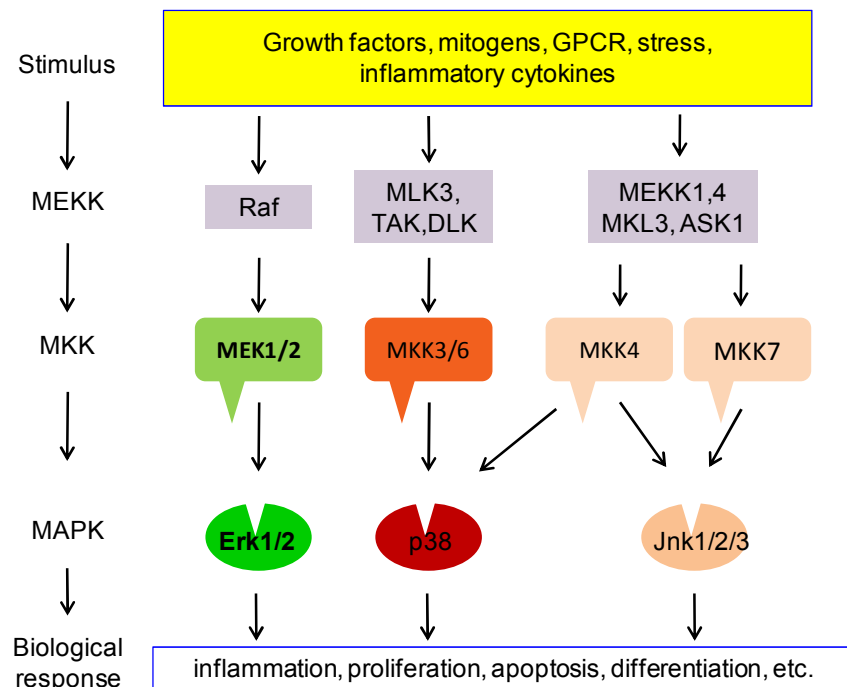 Stimulus
Growth factors, mitogens, GPCR, stress,
inflammatory cytokines
MEKK
Raf
MLK3,
TAK,DLK
MEKK1,4
MKL3, ASK1
MKK
MEK1/2
MKK3/6
MKK4
MKK7
MAPK
Erk1/2
p38
Jnk1/2/3
Biological
response
inflammation, proliferation, apoptosis, differentiation, etc.